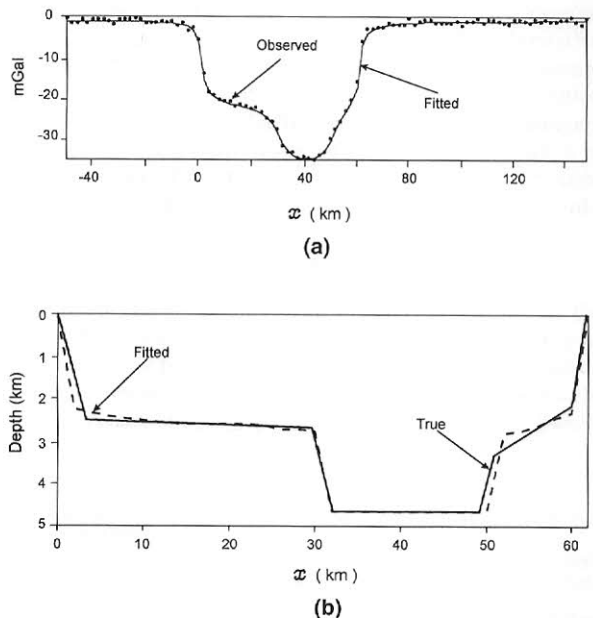 0
-10
-20
-30
mGal
Observed
Fitted
-40 0 40 80 120
x ( km )
(a)
0
1
2
3
4
5
Depth (km)
Fitted
True
0 10 20 30 40 50 60
x ( km )
(b)